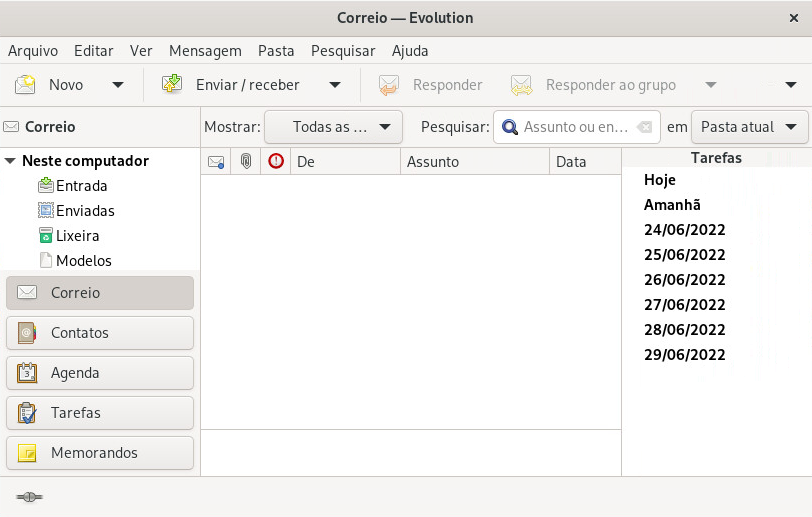 Correio — Evolution
Arquivo Editar Ver Mensagem Pasta Pesquisar Ajuda
Novo Enviar / receber Responder Responder ao grupo
Correio Mostrar: Todas as ... Pesquisar: Assunto ou en... em Pasta atual
Neste computador
Entrada
Enviadas
Lixeira
Modelos
Correio
Contatos
Agenda
Tarefas
Memorandos
De Assunto Data
Tarefas
Hoje
Amanhã
24/06/2022
25/06/2022
26/06/2022
27/06/2022
28/06/2022
29/06/2022